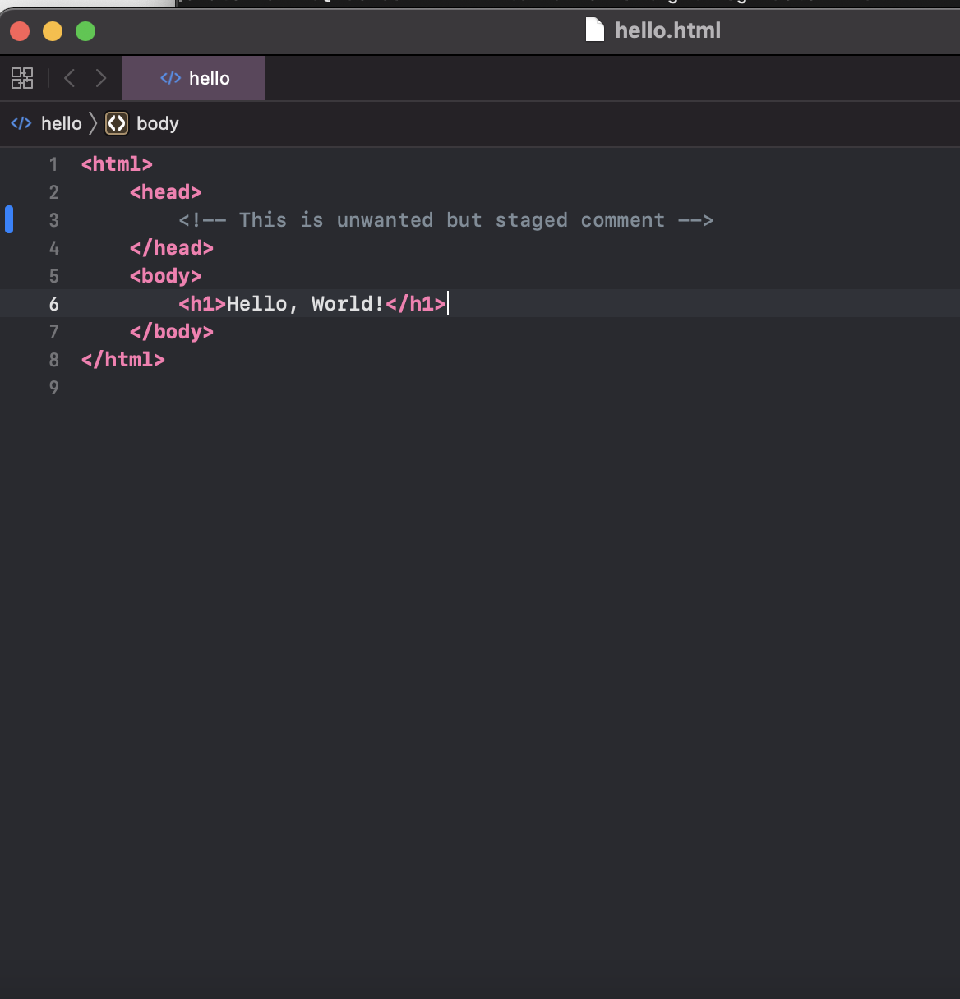 hello.html
</> hello
</> hello 〉 <> body
1 <html>
2     <head>
3         <!-- This is unwanted but staged comment -->
4     </head>
5     <body>
6         <h1>Hello, World!</h1>
7     </body>
8 </html>
9